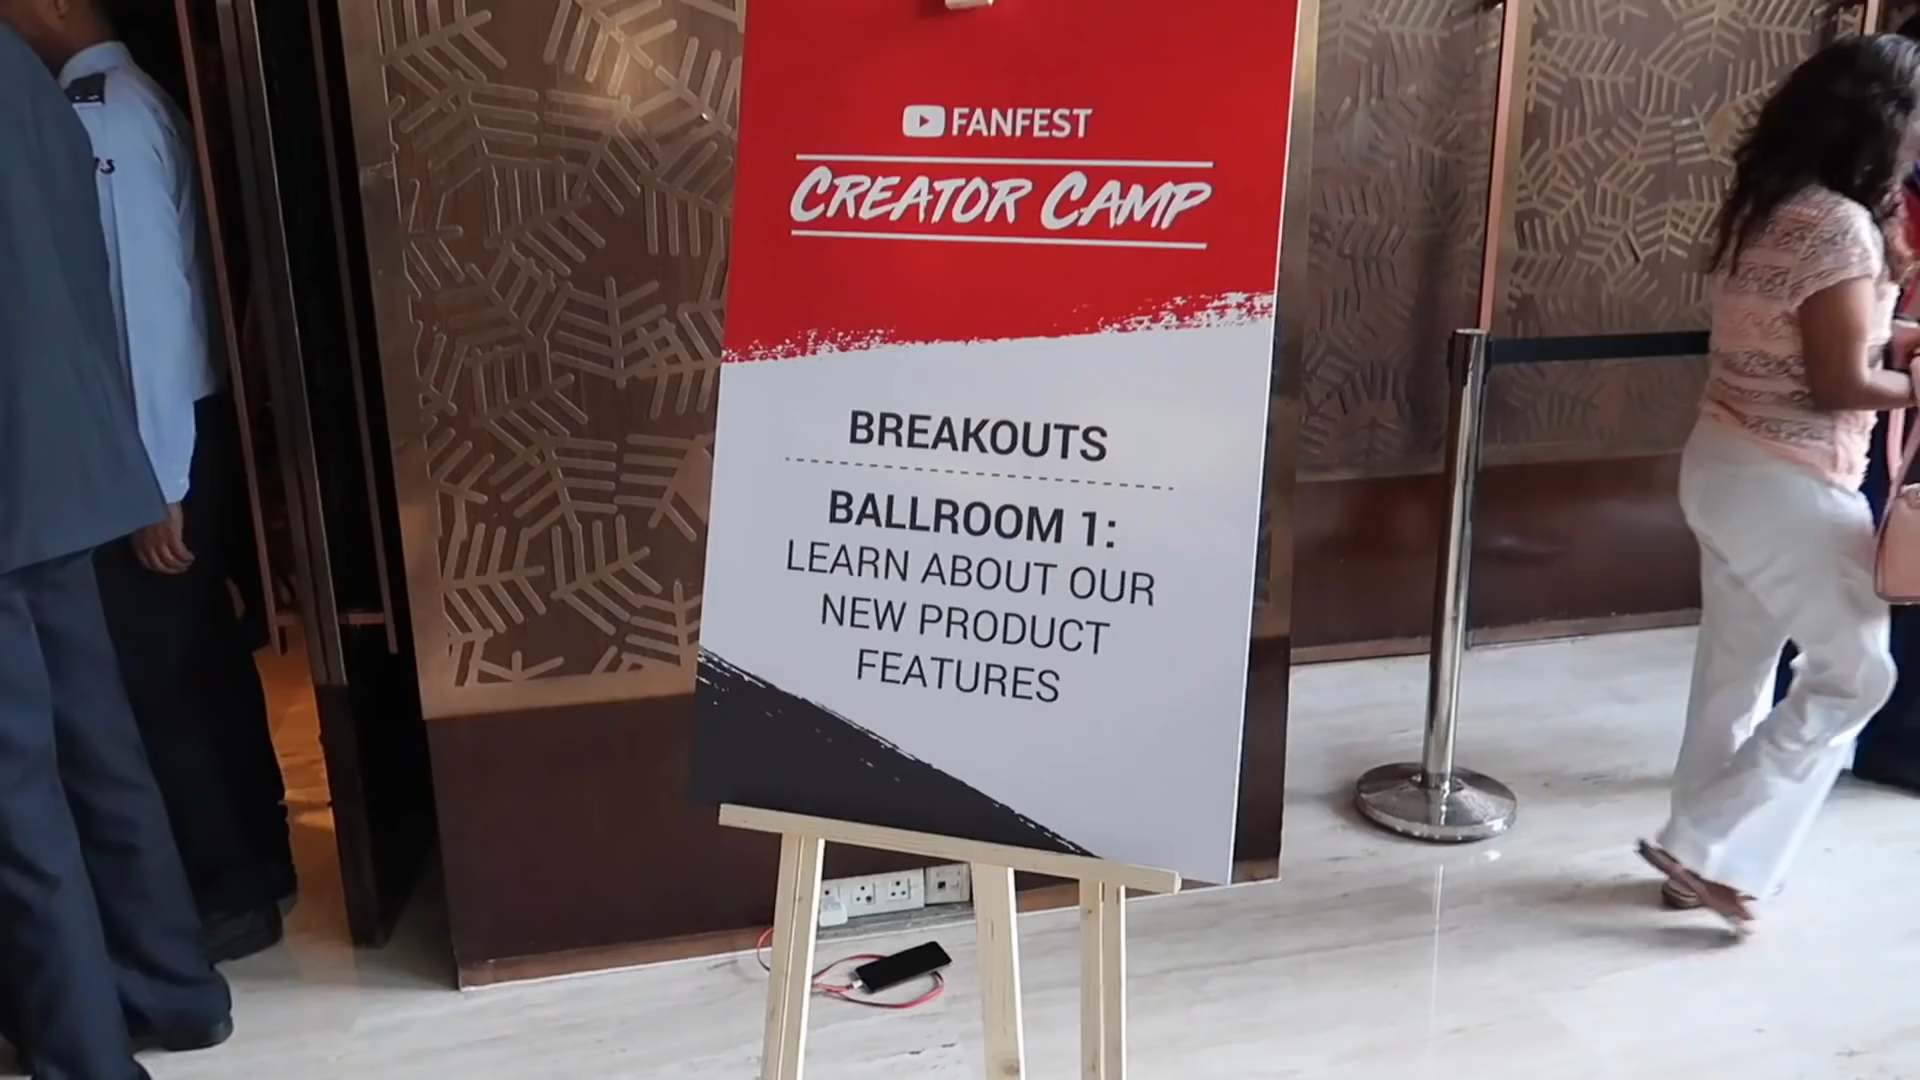 FANFEST
CREATOR CAMP
BREAKOUTS
BALLROOM 1:
LEARN ABOUT OUR
NEW PRODUCT
FEATURES